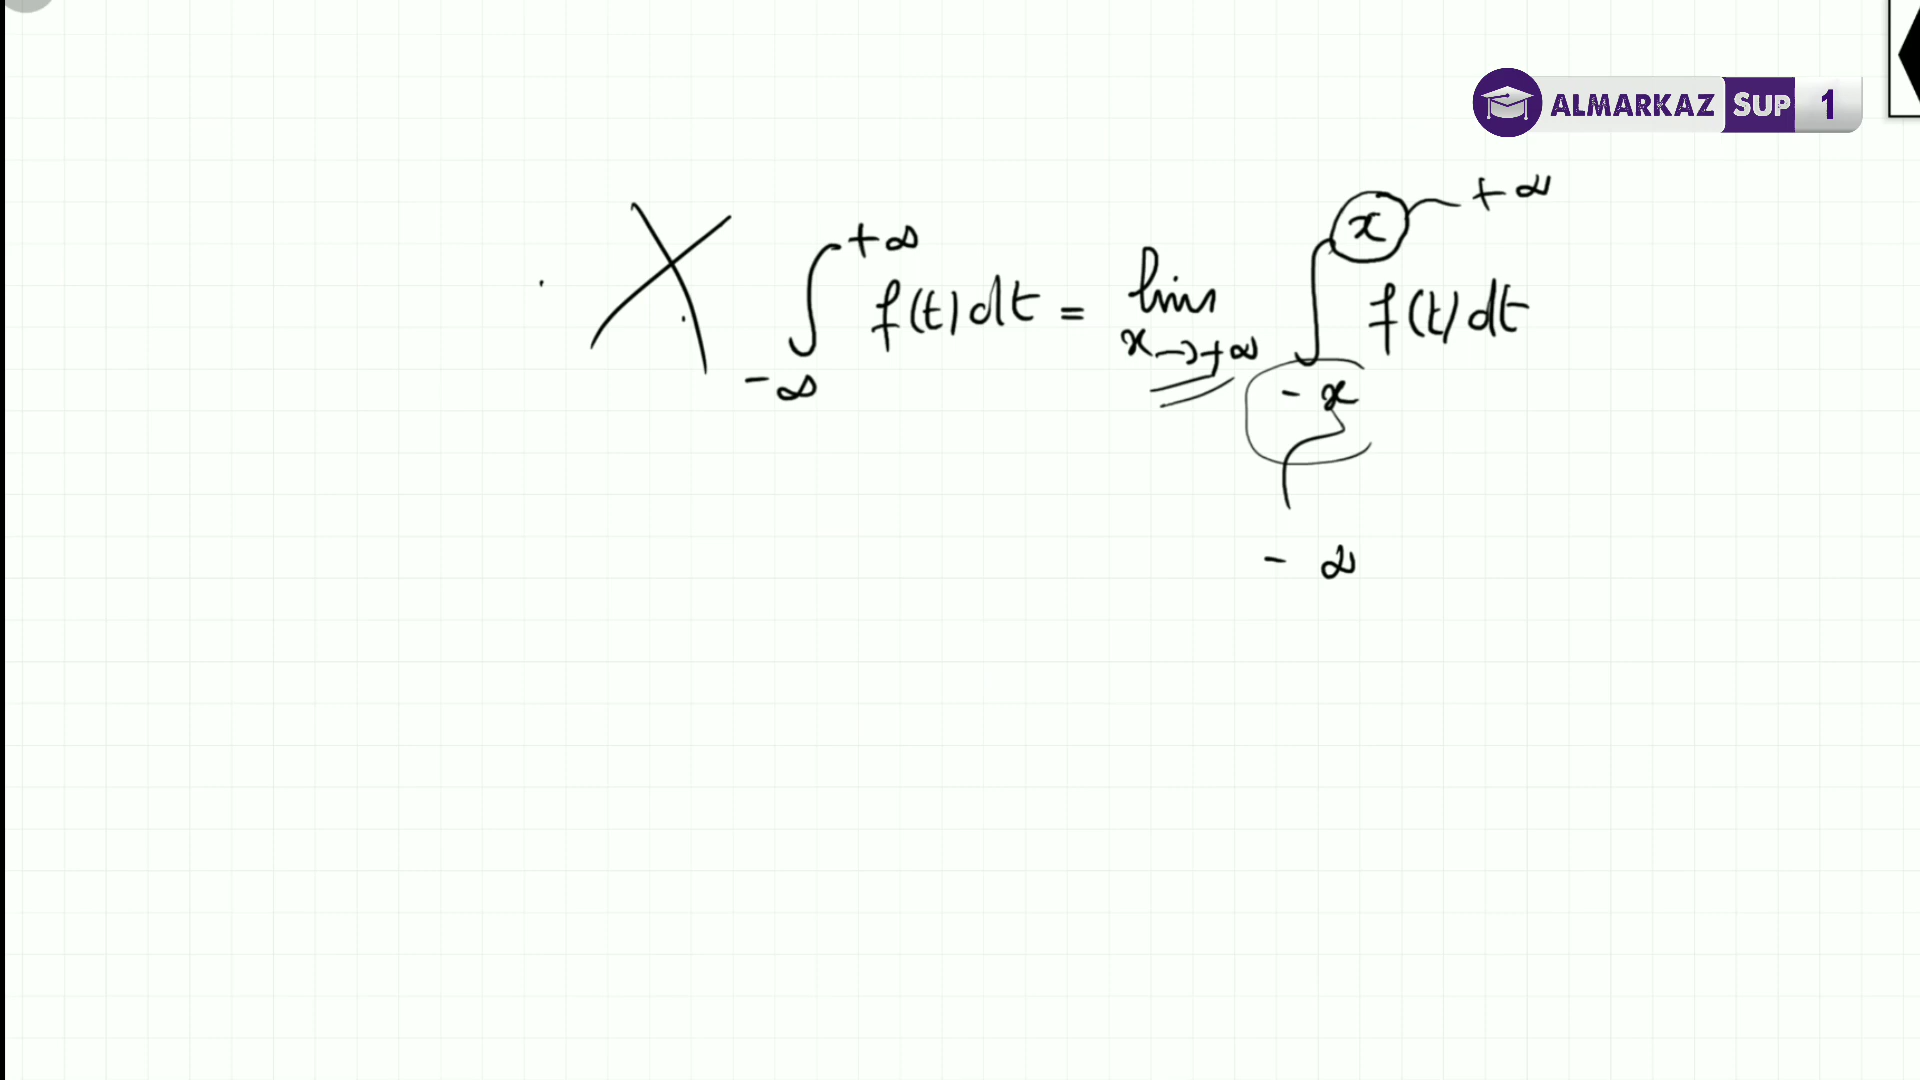 ALMARKAZ SUP 1
X ∫_{-∞}^{+∞} f(t)dt = lim_{x→+∞} ∫_{-x}^{x} f(t)dt
+∞
-∞